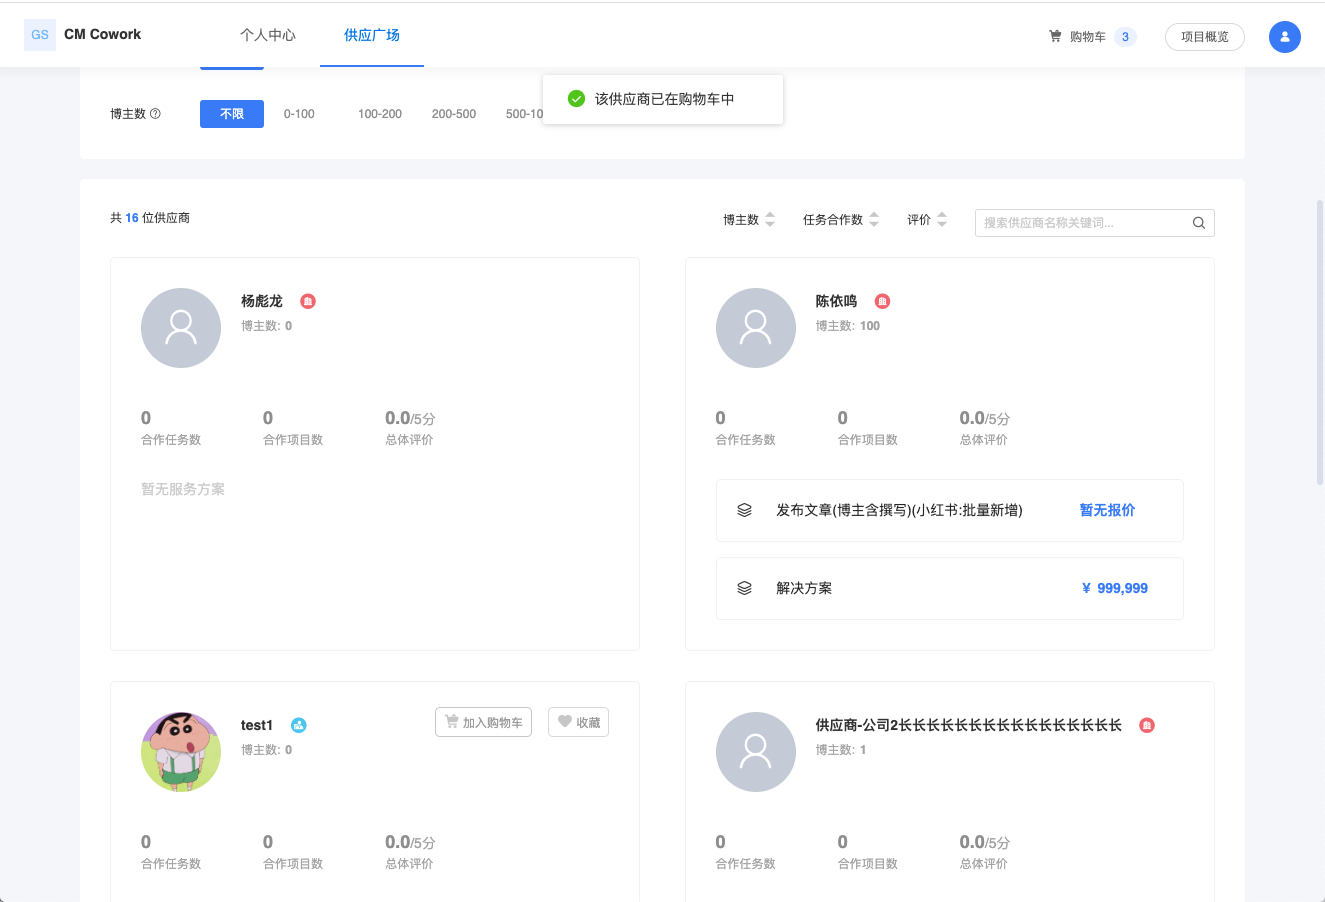 GS CM Cowork 个人中心 供应广场 购物车 3 项目概览
该供应商已在购物车中
博主数 不限 0-100 100-200 200-500 500-10
共 16 位供应商 博主数 任务合作数 评价 搜索供应商名称关键词...
杨彪龙
博主数: 0
0 0 0.0/5分
合作任务数 合作项目数 总体评价
暂无服务方案
陈依鸣
博主数: 100
0 0 0.0/5分
合作任务数 合作项目数 总体评价
发布文章(博主含撰写)(小红书:批量新增) 暂无报价
解决方案 ¥ 999,999
test1 加入购物车 收藏
博主数: 0
0 0 0.0/5分
合作任务数 合作项目数 总体评价
供应商-公司2长长长长长长长长长长长长长长长长
博主数: 1
0 0 0.0/5分
合作任务数 合作项目数 总体评价